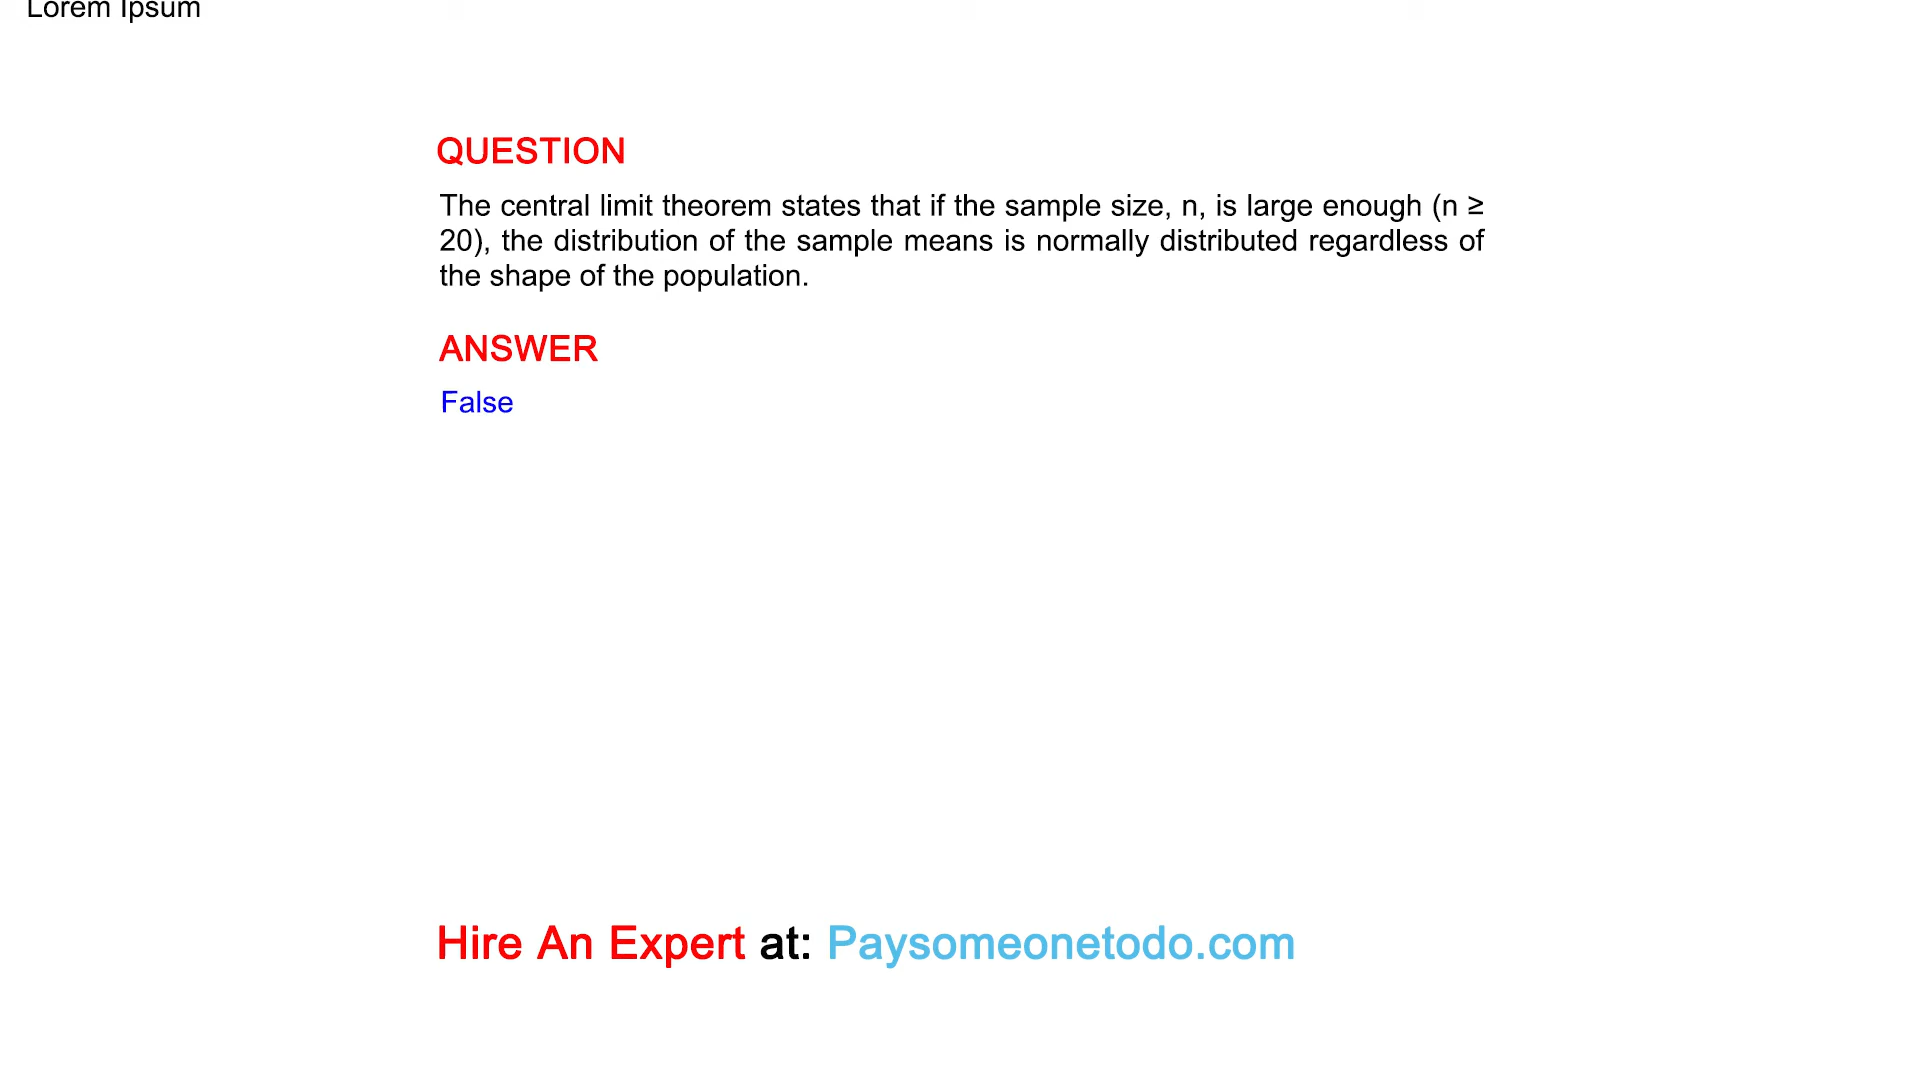 Lorem Ipsum
QUESTION
The central limit theorem states that if the sample size, n, is large enough (n ≥
20), the distribution of the sample means is normally distributed regardless of
the shape of the population.
ANSWER
False
Hire An Expert at: Paysomeonetodo.com